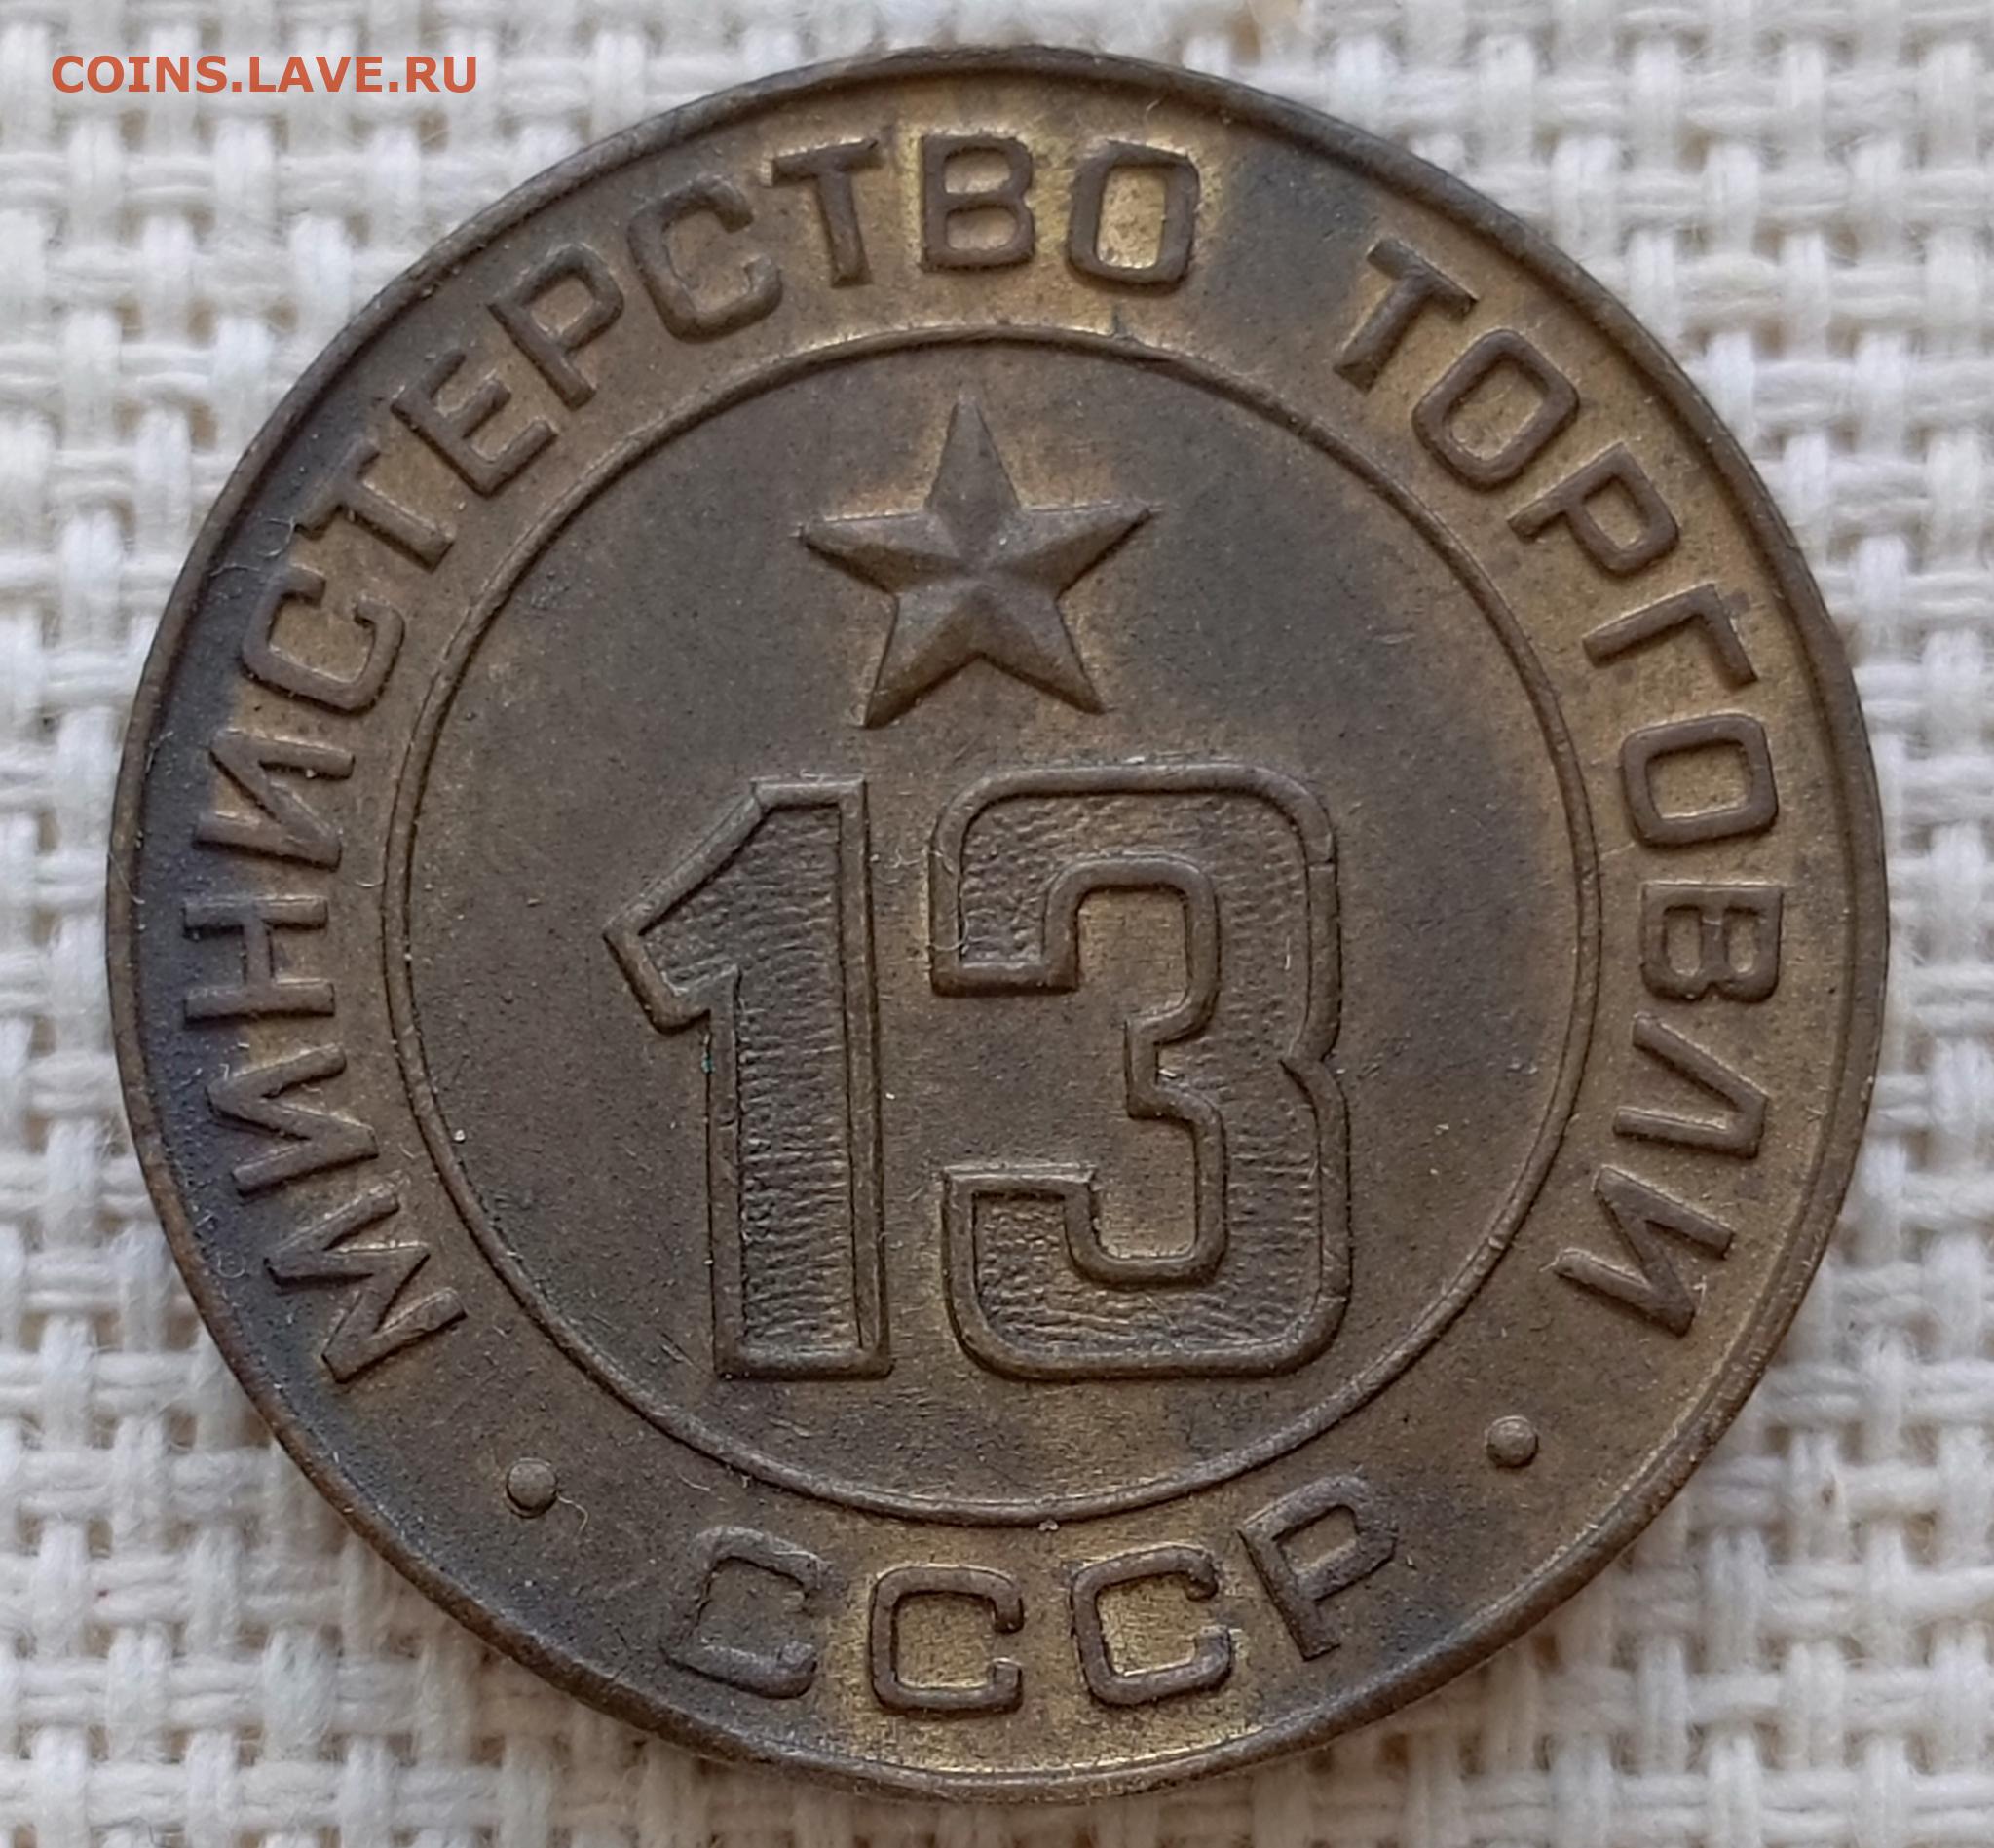 COINS.LAVE.RU
МИНИСТЕРСТВО ТОРГОВЛИ
13
• СССР •